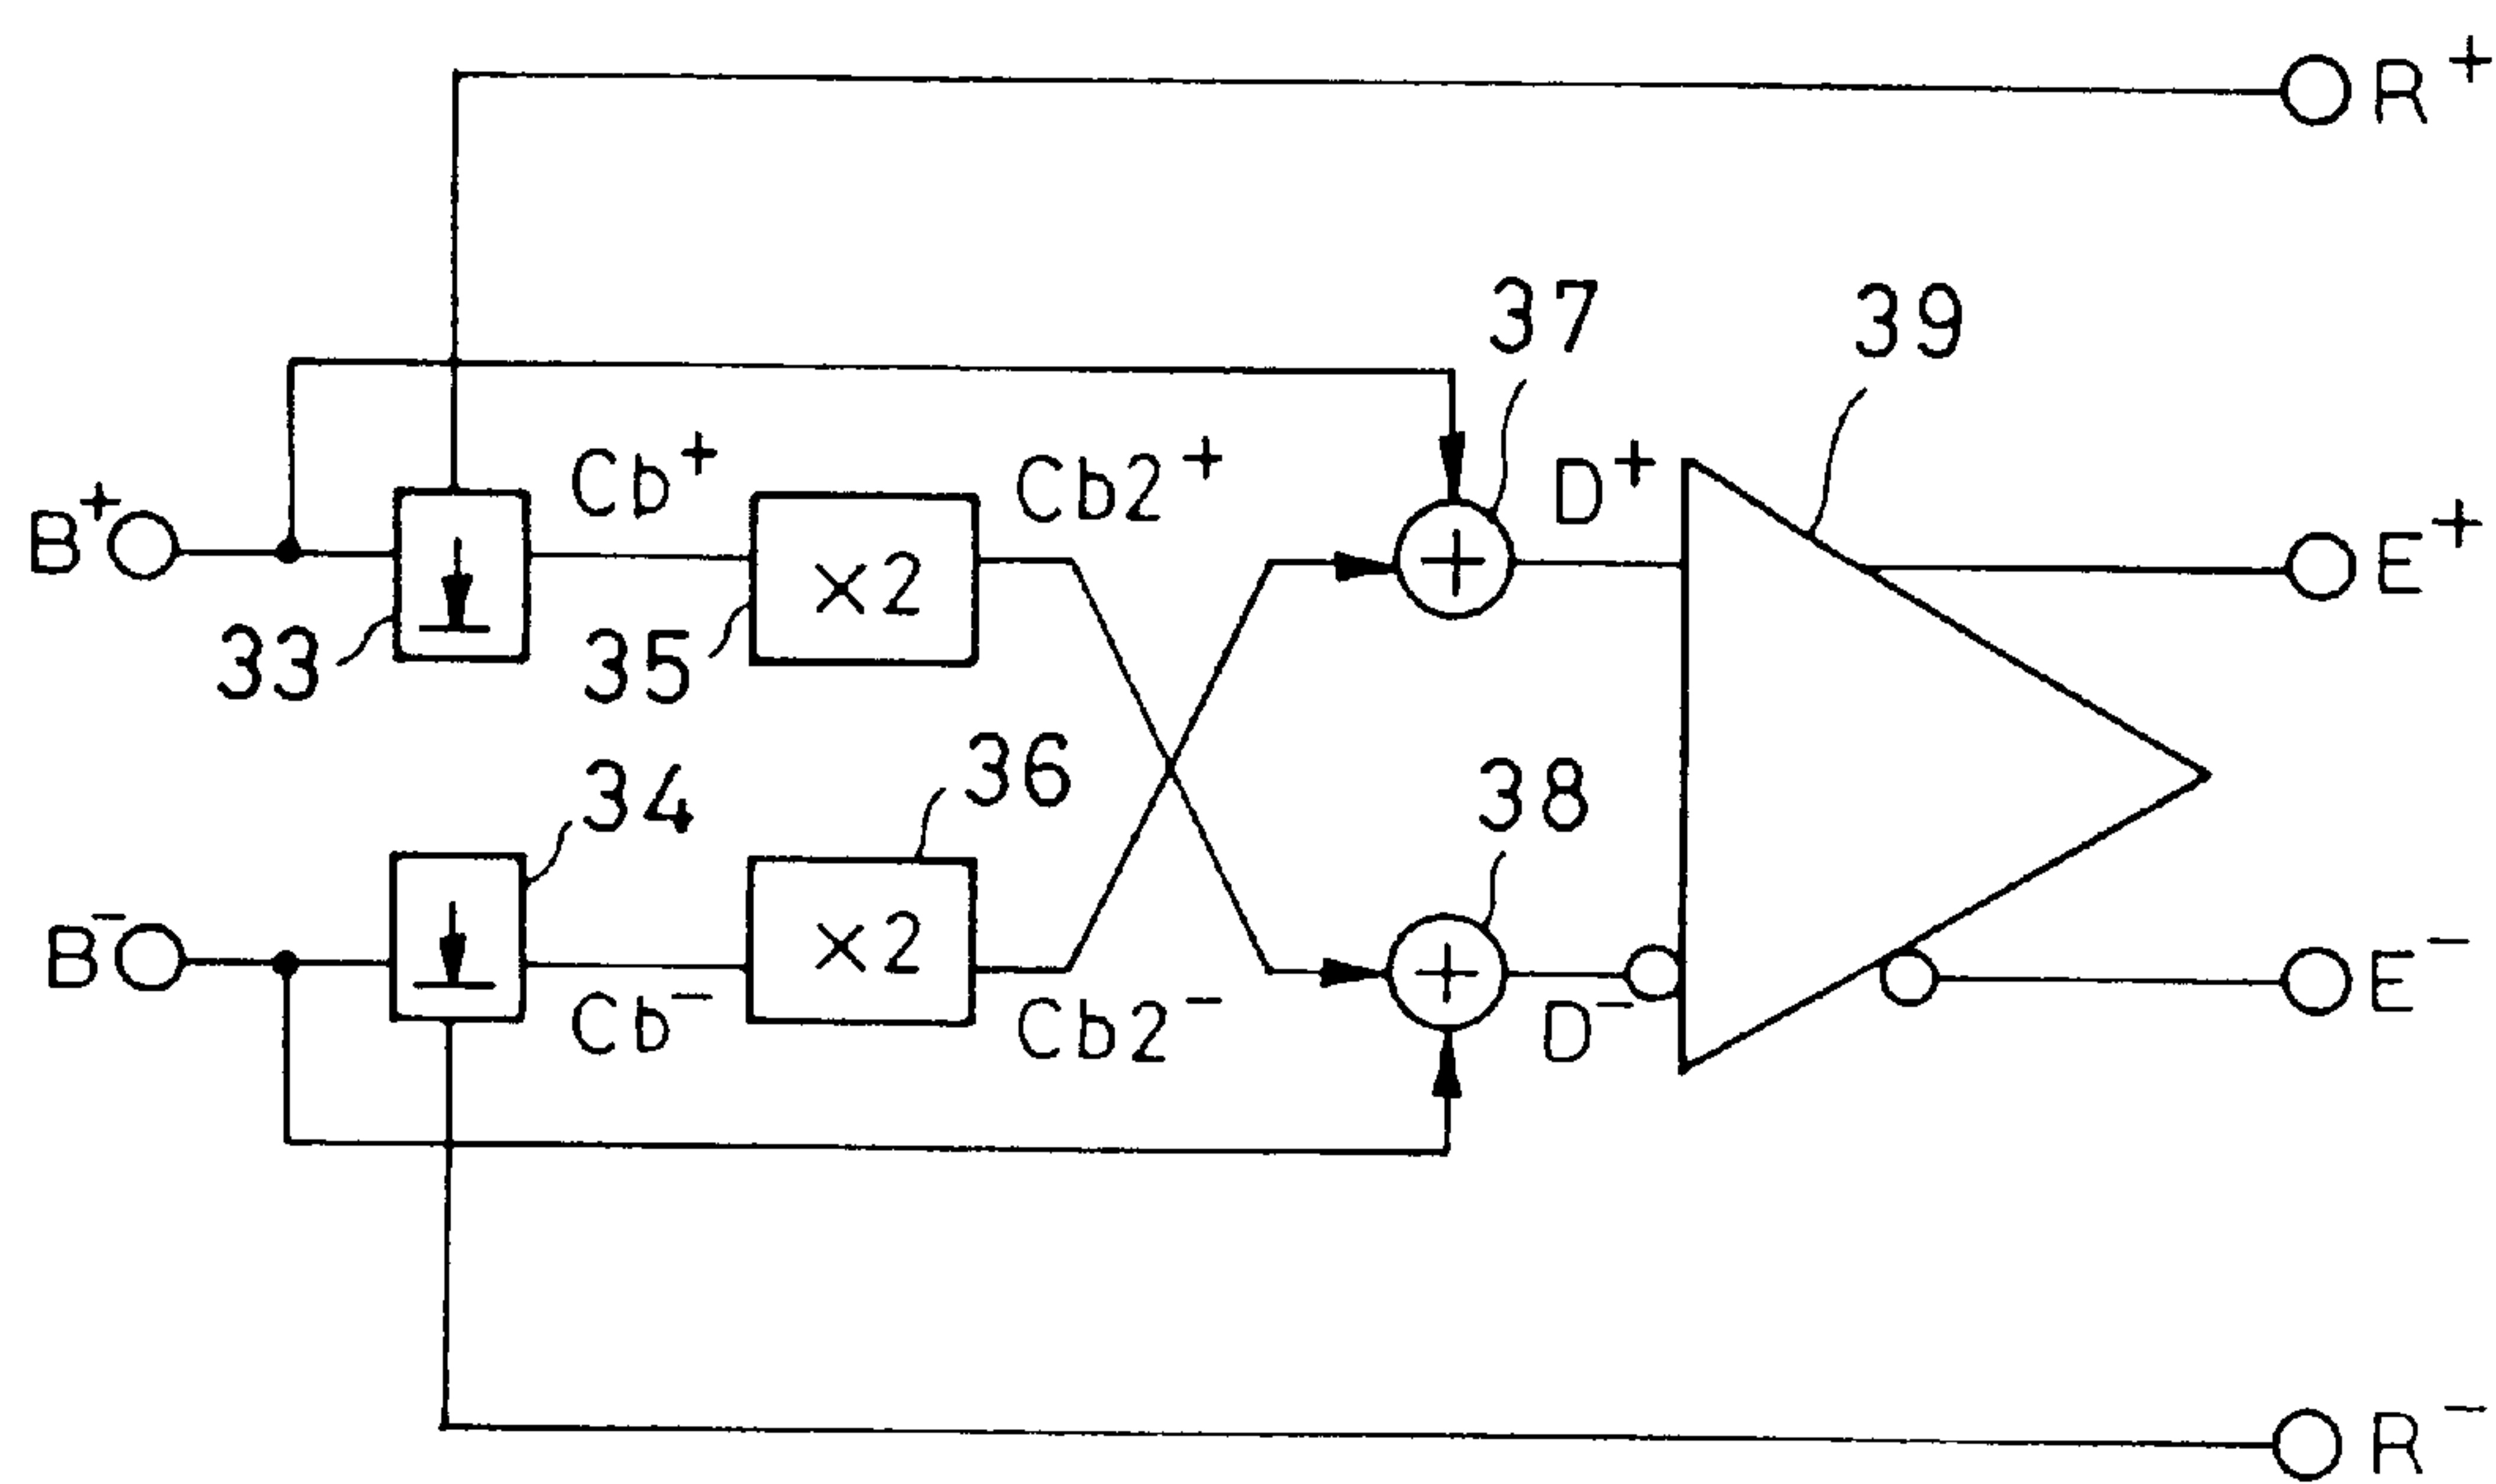 R⁺
37
39
Cb⁺
Cb2⁺
D⁺
B⁺
E⁺
×2
33
35
34
36
38
B⁻
×2
E⁻
Cb⁻
Cb2⁻
D⁻
R⁻